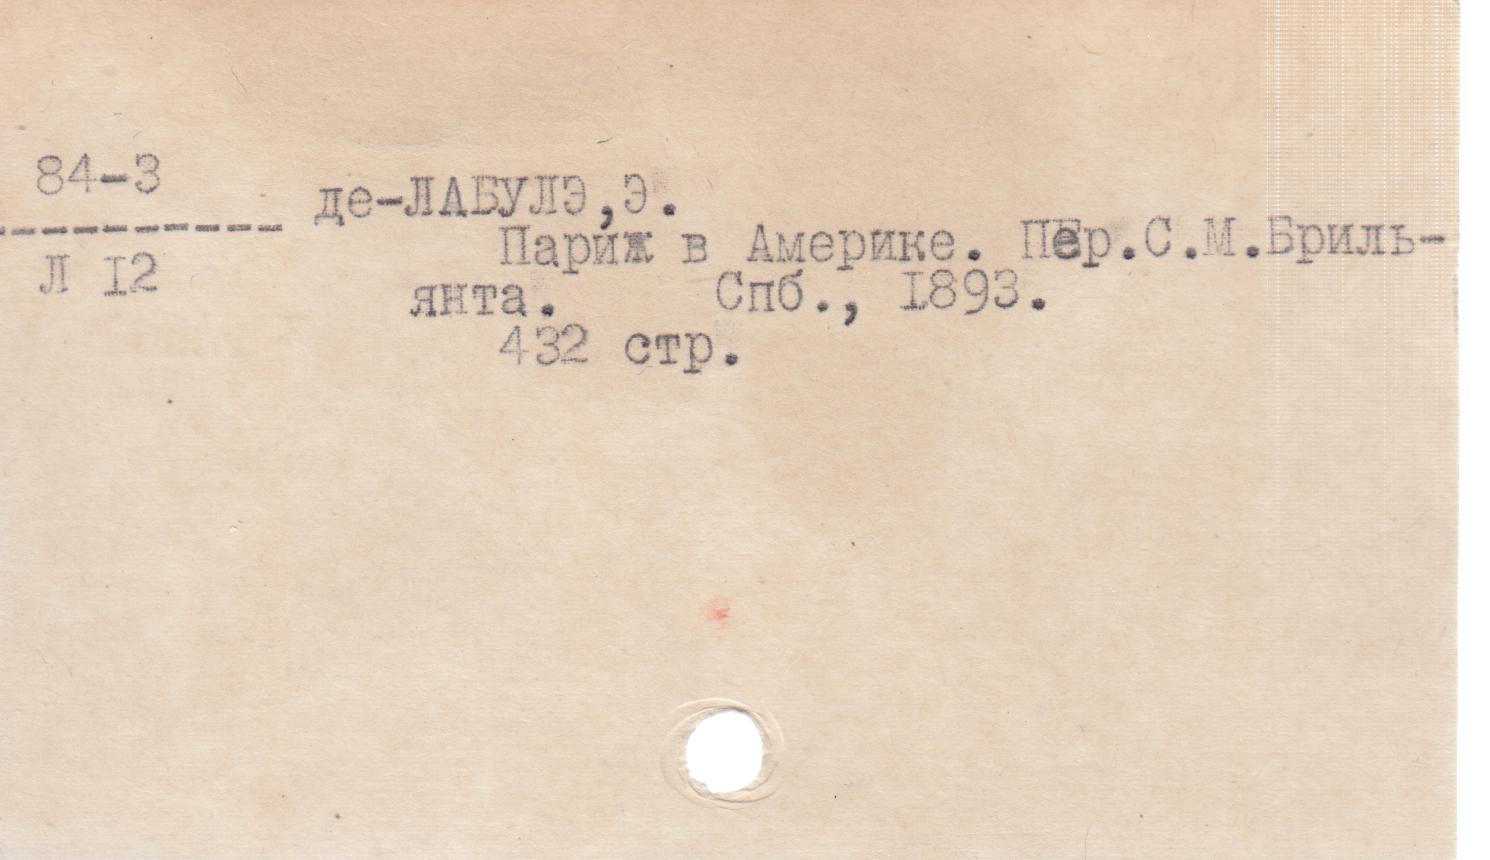 84-3
Л I2
де-ЛАБУЛЭ,Э.
Париж в Америке. Пер.С.М.Бриль-
янта. Спб., I893.
432 стр.